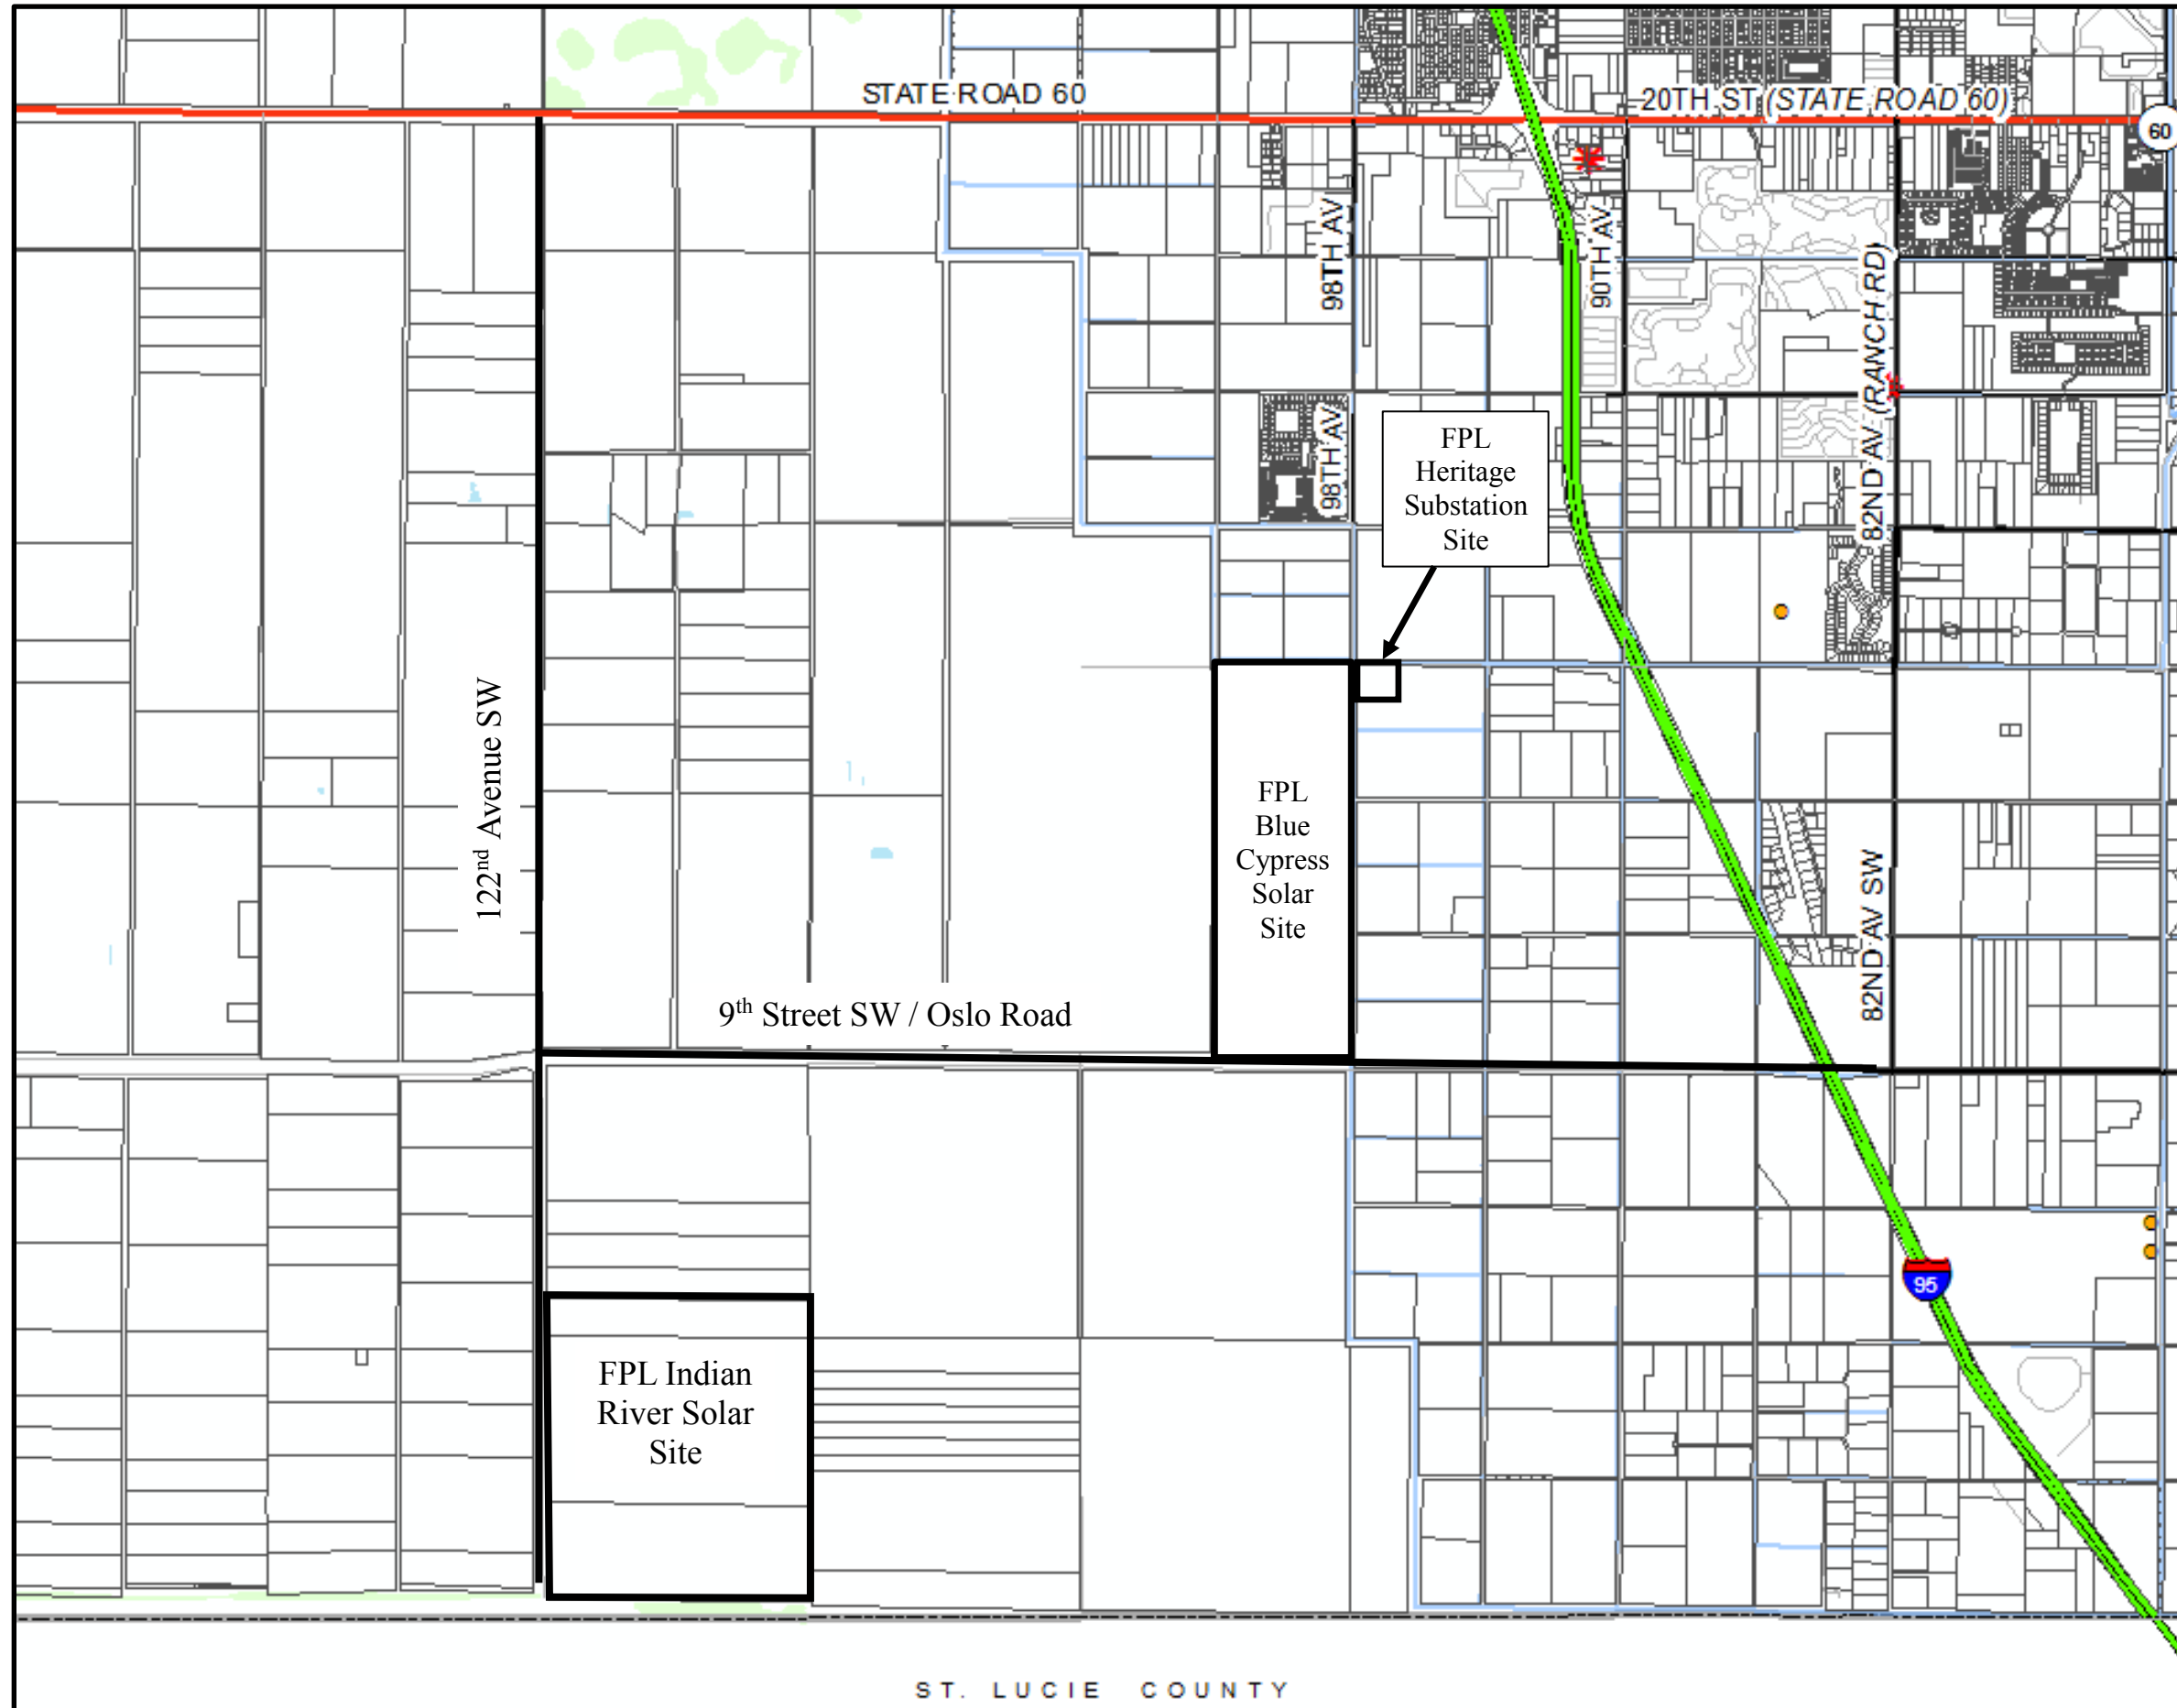 STATE ROAD 60
20TH ST (STATE ROAD 60)
60
98TH AV
90TH AV
82ND AV (RANCH RD)
98TH AV
FPL
Heritage
Substation
Site
122nd Avenue SW
FPL
Blue
Cypress
Solar
Site
82ND AV SW
9th Street SW / Oslo Road
95
FPL Indian
River Solar
Site
ST. LUCIE COUNTY